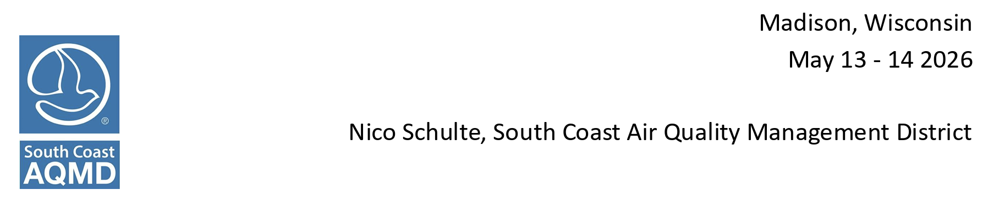 Madison, Wisconsin
May 13 - 14 2026
Nico Schulte, South Coast Air Quality Management District
®
South Coast
AQMD